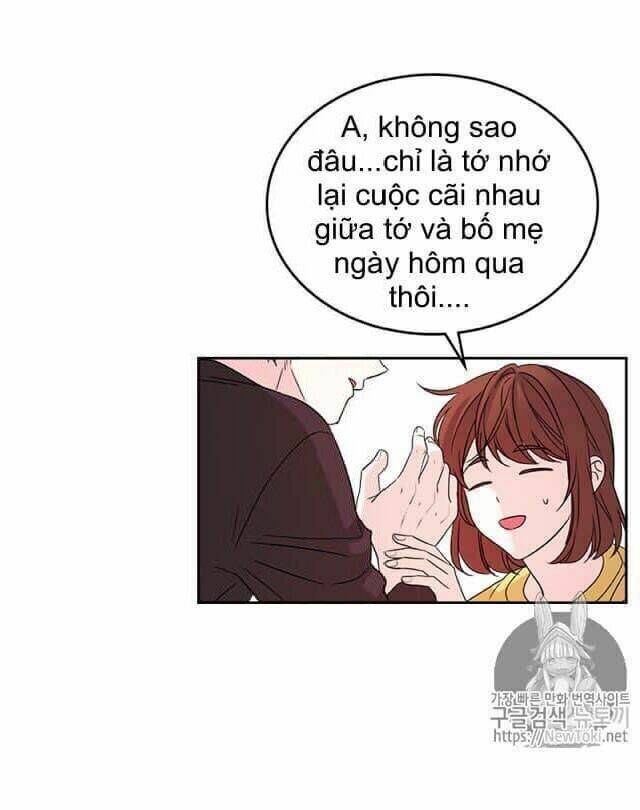 A, không sao
đâu...chỉ là tớ nhớ
lại cuộc cãi nhau
giữa tớ và bố mẹ
ngày hôm qua
thôi....
가장 빠른 만화 번역사이트
구글검색 뉴토끼
https://NewToki.net